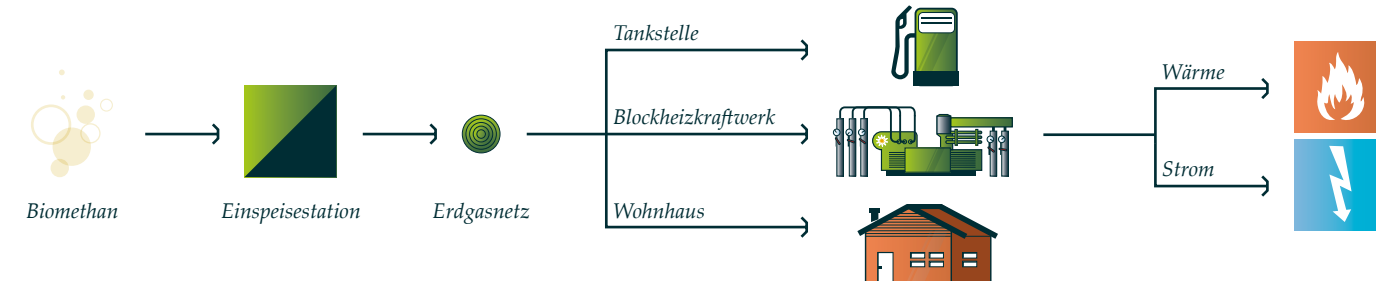 Biomethan
Einspeisestation
Erdgasnetz
Tankstelle
Blockheizkraftwerk
Wohnhaus
Wärme
Strom